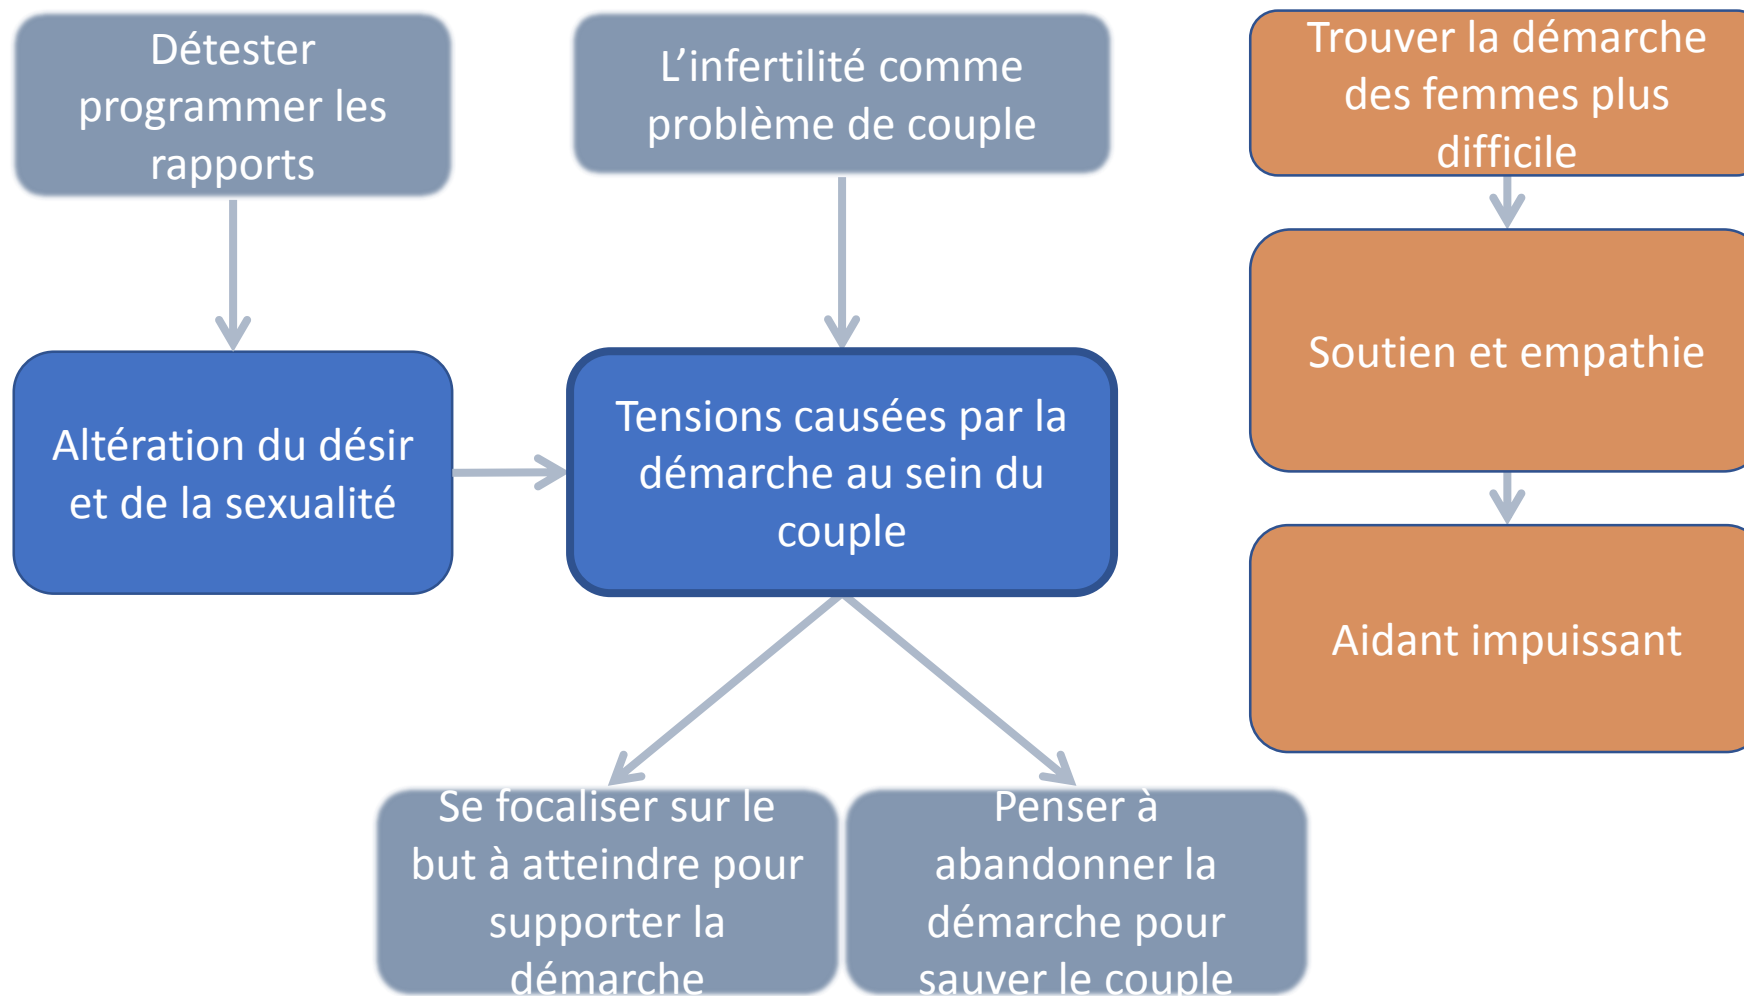 Détester
programmer les
rapports
L’infertilité comme
problème de couple
Trouver la démarche
des femmes plus
difficile
Altération du désir
et de la sexualité
Tensions causées par la
démarche au sein du
couple
Soutien et empathie
Aidant impuissant
Se focaliser sur le
but à atteindre pour
supporter la
démarche
Penser à
abandonner la
démarche pour
sauver le couple